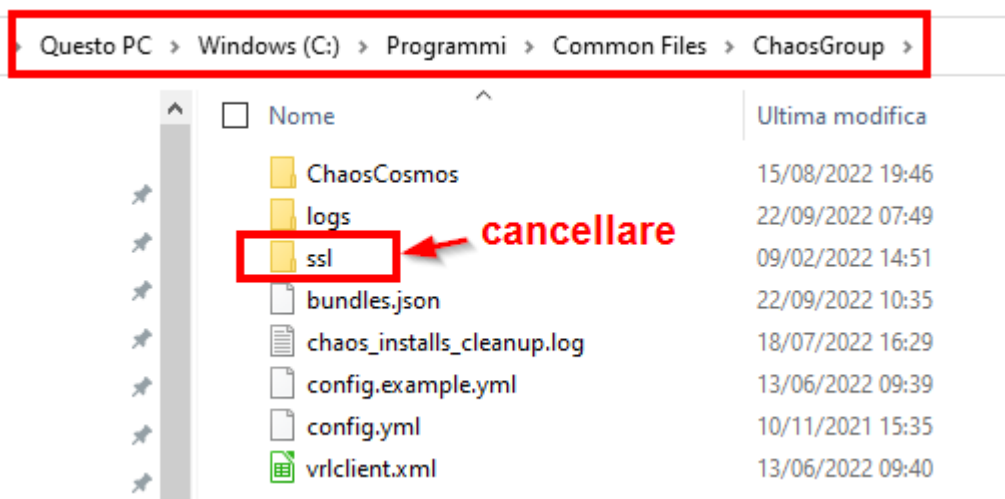 Questo PC > Windows (C:) > Programmi > Common Files > ChaosGroup >
Nome Ultima modifica
ChaosCosmos 15/08/2022 19:46
logs 22/09/2022 07:49
cancellare
ssl 09/02/2022 14:51
bundles.json 22/09/2022 10:35
chaos_installs_cleanup.log 18/07/2022 16:29
config.example.yml 13/06/2022 09:39
config.yml 10/11/2021 15:35
vrlclient.xml 13/06/2022 09:40